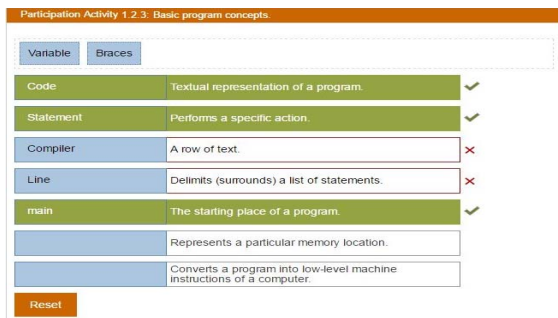 Participation Activity 1.2.3: Basic program concepts.
Variable Braces
Code Textual representation of a program.
Statement Performs a specific action.
Compiler A row of text.
Line Delimits (surrounds) a list of statements.
main The starting place of a program.
Represents a particular memory location.
Converts a program into low-level machine
instructions of a computer.
Reset